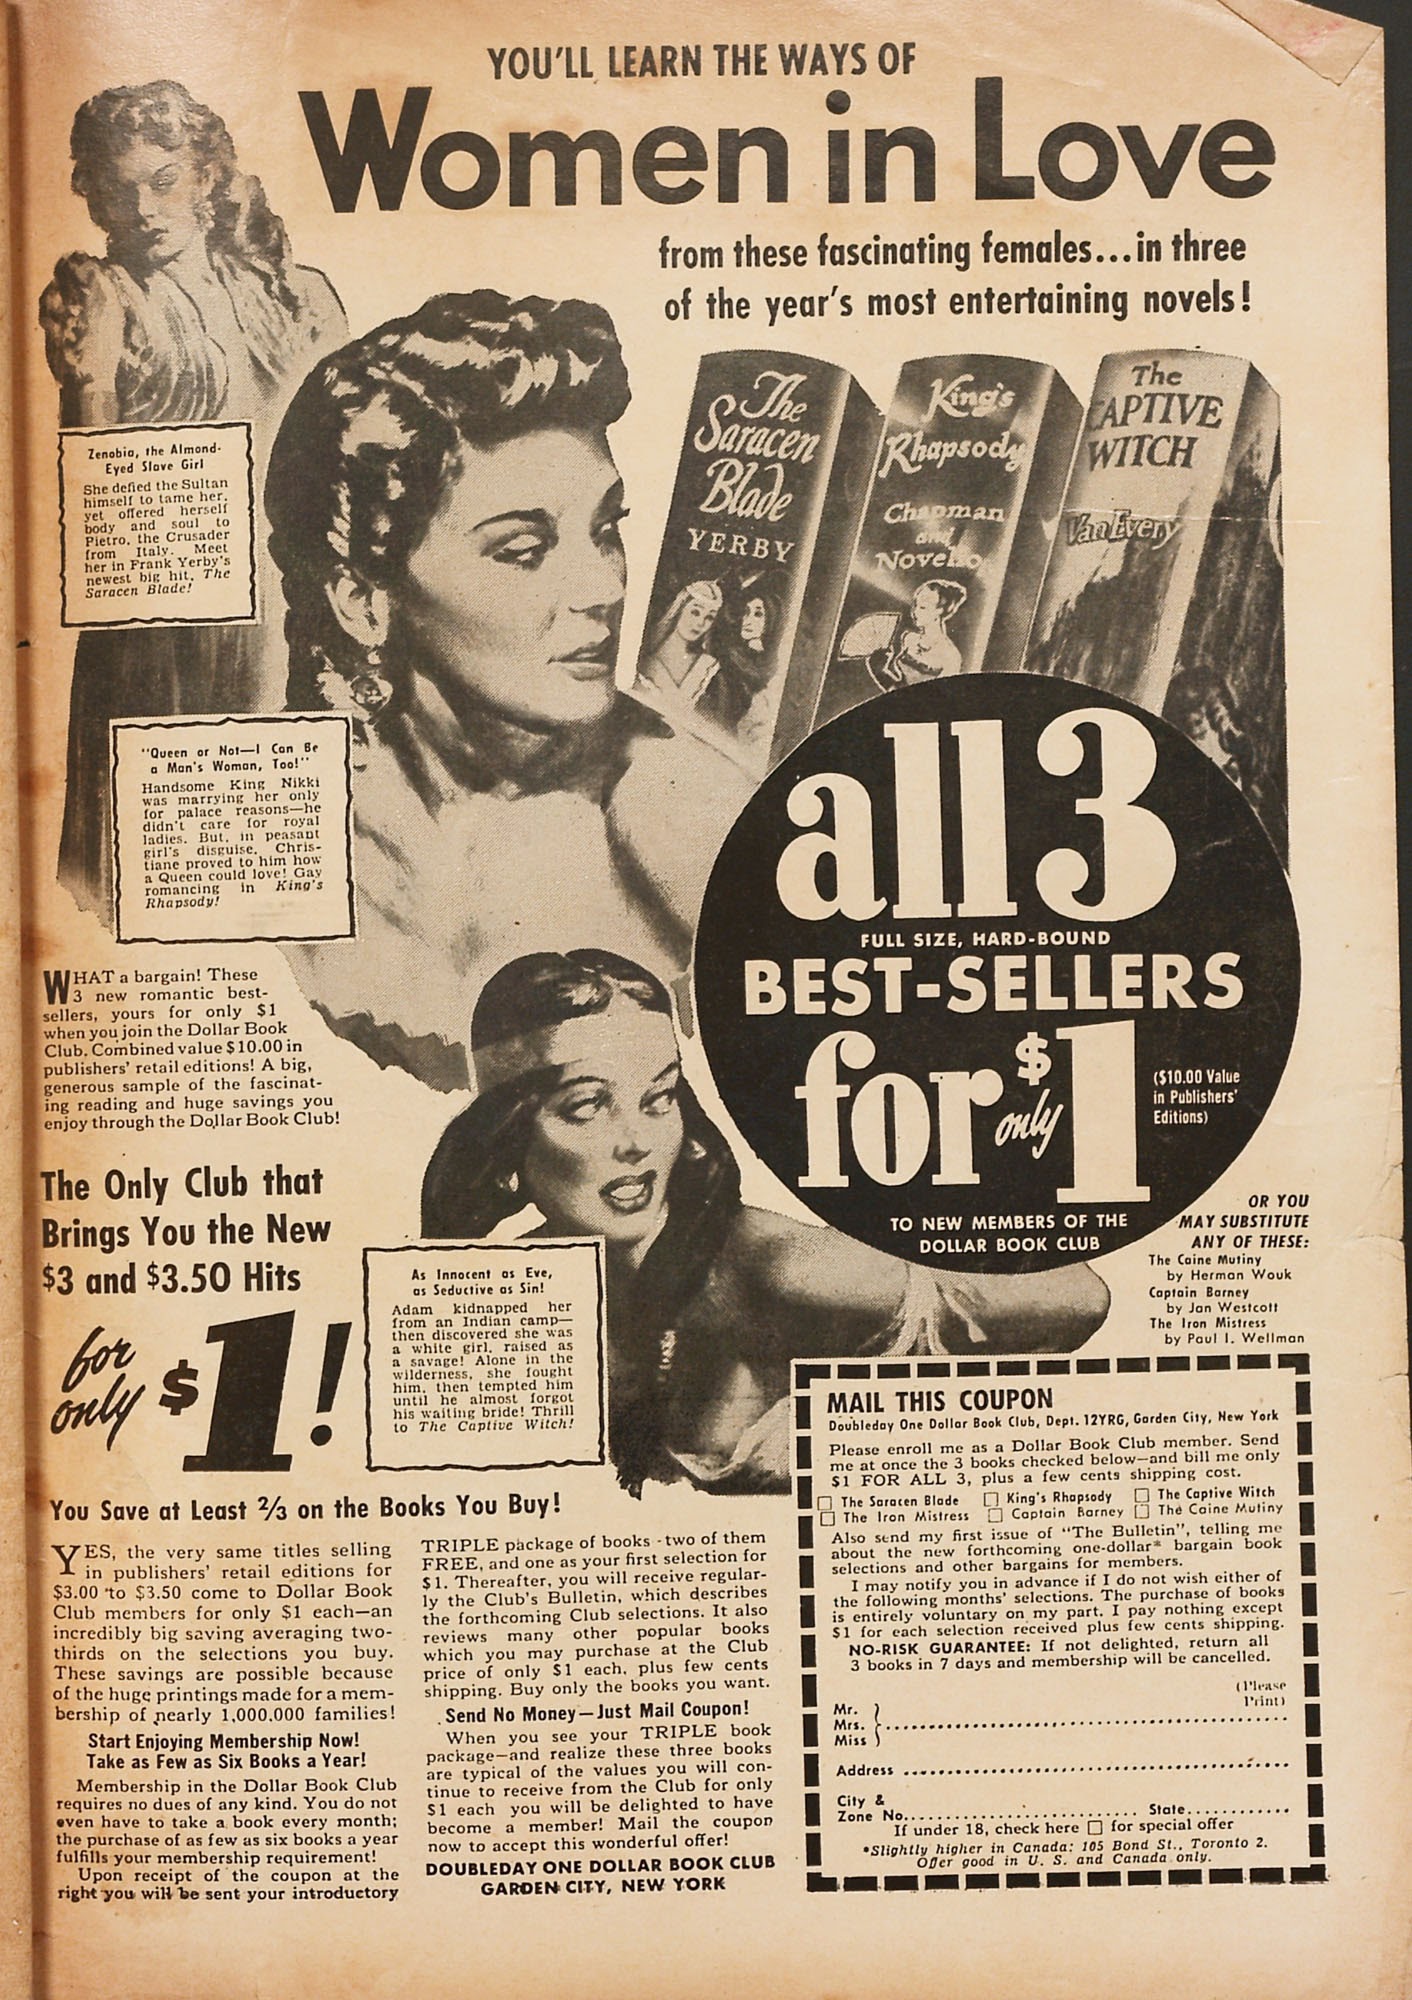 YOU'LL LEARN THE WAYS OF
Women in Love
from these fascinating females...in three
of the year's most entertaining novels!
The
Saracen
Blade
YERBY
King's
Rhapsody
Chapman
and
Novello
The
CAPTIVE
WITCH
Van Every
Zenobia, the Almond-
Eyed Slave Girl
She defied the Sultan
himself to tame her,
yet offered herself
body and soul to
Pietro, the Crusader
from Italy. Meet
her in Frank Yerby's
newest big hit, The
Saracen Blade!
"Queen or Not—I Can Be
a Man's Woman, Too!"
Handsome King Nikki
was marrying her only
for palace reasons—he
didn't care for royal
ladies. But, in peasant
girl's disguise, Chris-
tiane proved to him how
a Queen could love! Gay
romancing in King's
Rhapsody!
all 3
FULL SIZE, HARD-BOUND
BEST-SELLERS
for only $1
($10.00 Value
in Publishers'
Editions)
TO NEW MEMBERS OF THE
DOLLAR BOOK CLUB
OR YOU
MAY SUBSTITUTE
ANY OF THESE:
The Caine Mutiny
by Herman Wouk
Captain Barney
by Jan Westcott
The Iron Mistress
by Paul I. Wellman
WHAT a bargain! These
3 new romantic best-
sellers, yours for only $1
when you join the Dollar Book
Club. Combined value $10.00 in
publishers' retail editions! A big,
generous sample of the fascinat-
ing reading and huge savings you
enjoy through the Dollar Book Club!
The Only Club that
Brings You the New
$3 and $3.50 Hits
for only $1!
As Innocent as Eve,
as Seductive as Sin!
Adam kidnapped her
from an Indian camp—
then discovered she was
a white girl, raised as
a savage! Alone in the
wilderness, she fought
him, then tempted him
until he almost forgot
his waiting bride! Thrill
to The Captive Witch!
You Save at Least 2/3 on the Books You Buy!
YES, the very same titles selling
in publishers' retail editions for
$3.00 to $3.50 come to Dollar Book
Club members for only $1 each—an
incredibly big saving averaging two-
thirds on the selections you buy.
These savings are possible because
of the huge printings made for a mem-
bership of nearly 1,000,000 families!
Start Enjoying Membership Now!
Take as Few as Six Books a Year!
Membership in the Dollar Book Club
requires no dues of any kind. You do not
even have to take a book every month;
the purchase of as few as six books a year
fulfills your membership requirement!
Upon receipt of the coupon at the
right you will be sent your introductory
TRIPLE package of books - two of them
FREE, and one as your first selection for
$1. Thereafter, you will receive regular-
ly the Club's Bulletin, which describes
the forthcoming Club selections. It also
reviews many other popular books
which you may purchase at the Club
price of only $1 each, plus few cents
shipping. Buy only the books you want.
Send No Money—Just Mail Coupon!
When you see your TRIPLE book
package—and realize these three books
are typical of the values you will con-
tinue to receive from the Club for only
$1 each you will be delighted to have
become a member! Mail the coupon
now to accept this wonderful offer!
DOUBLEDAY ONE DOLLAR BOOK CLUB
GARDEN CITY, NEW YORK
MAIL THIS COUPON
Doubleday One Dollar Book Club, Dept. 12YRG, Garden City, New York
Please enroll me as a Dollar Book Club member. Send
me at once the 3 books checked below—and bill me only
$1 FOR ALL 3, plus a few cents shipping cost.
☐ The Saracen Blade ☐ King's Rhapsody ☐ The Captive Witch
☐ The Iron Mistress ☐ Captain Barney ☐ The Caine Mutiny
Also send my first issue of "The Bulletin", telling me
about the new forthcoming one-dollar* bargain book
selections and other bargains for members.
I may notify you in advance if I do not wish either of
the following months' selections. The purchase of books
is entirely voluntary on my part. I pay nothing except
$1 for each selection received plus few cents shipping.
NO-RISK GUARANTEE: If not delighted, return all
3 books in 7 days and membership will be cancelled.
(Please
Print)
Mr.
Mrs.
Miss
Address
City &
Zone No. State
If under 18, check here ☐ for special offer
*Slightly higher in Canada: 105 Bond St., Toronto 2.
Offer good in U. S. and Canada only.